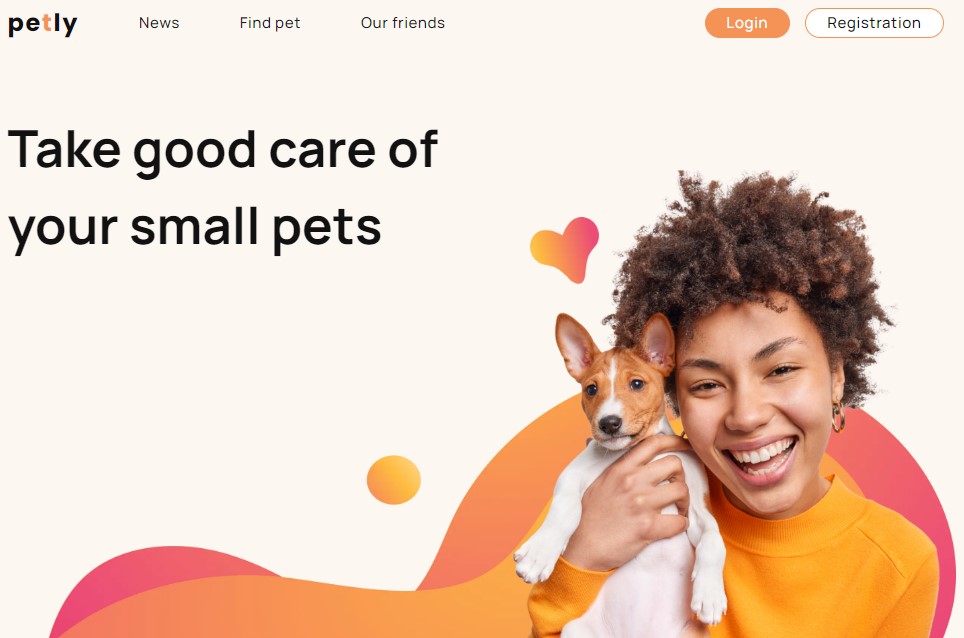 petly
News
Find pet
Our friends
Login
Registration
Take good care of
your small pets